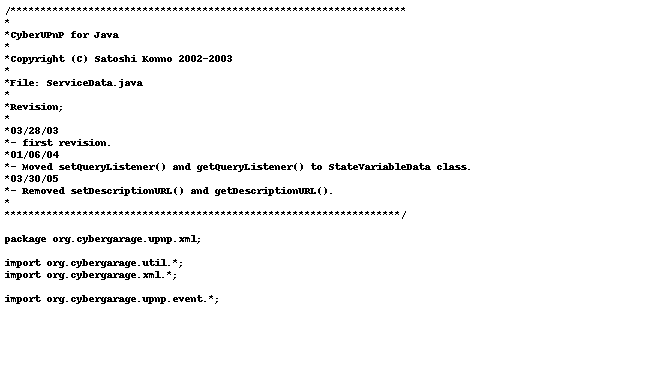 /******************************************************************
*
*CyberUPnP for Java
*
*Copyright (C) Satoshi Konno 2002-2003
*
*File: ServiceData.java
*
*Revision;
*
*03/28/03
*- first revision.
*01/06/04
*- Moved setQueryListener() and getQueryListener() to StateVariableData class.
*03/30/05
*- Removed setDescriptionURL() and getDescriptionURL().
*
******************************************************************/
package org.cybergarage.upnp.xml;
import org.cybergarage.util.*;
import org.cybergarage.xml.*;
import org.cybergarage.upnp.event.*;